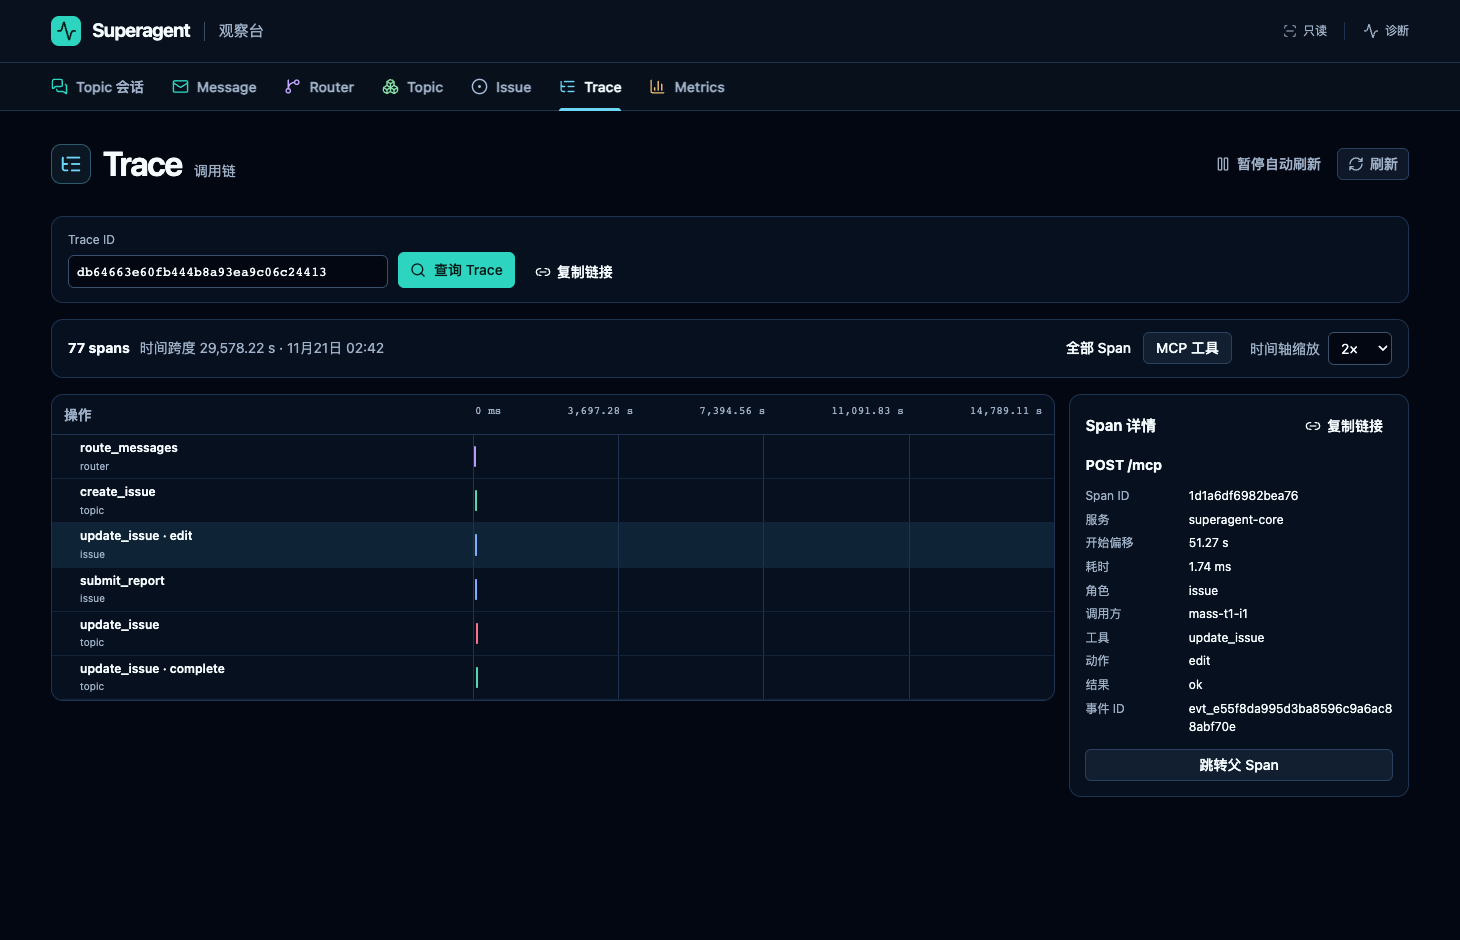 Superagent
观察台
只读
诊断
Topic 会话
Message
Router
Topic
Issue
Trace
Metrics
Trace
调用链
暂停自动刷新
刷新
Trace ID
db64663e60fb444b8a93ea9c06c24413
查询 Trace
复制链接
77 spans 时间跨度 29,578.22 s · 11月21日 02:42
全部 Span
MCP 工具
时间轴缩放
2x
操作
0 ms
3,697.28 s
7,394.56 s
11,091.83 s
14,789.11 s
route_messages
router
create_issue
topic
update_issue · edit
issue
submit_report
issue
update_issue
topic
update_issue · complete
topic
Span 详情
复制链接
POST /mcp
Span ID 1d1a6df6982bea76
服务 superagent-core
开始偏移 51.27 s
耗时 1.74 ms
角色 issue
调用方 mass-t1-i1
工具 update_issue
动作 edit
结果 ok
事件 ID evt_e55f8da995d3ba8596c9a6ac8
8abf70e
跳转父 Span